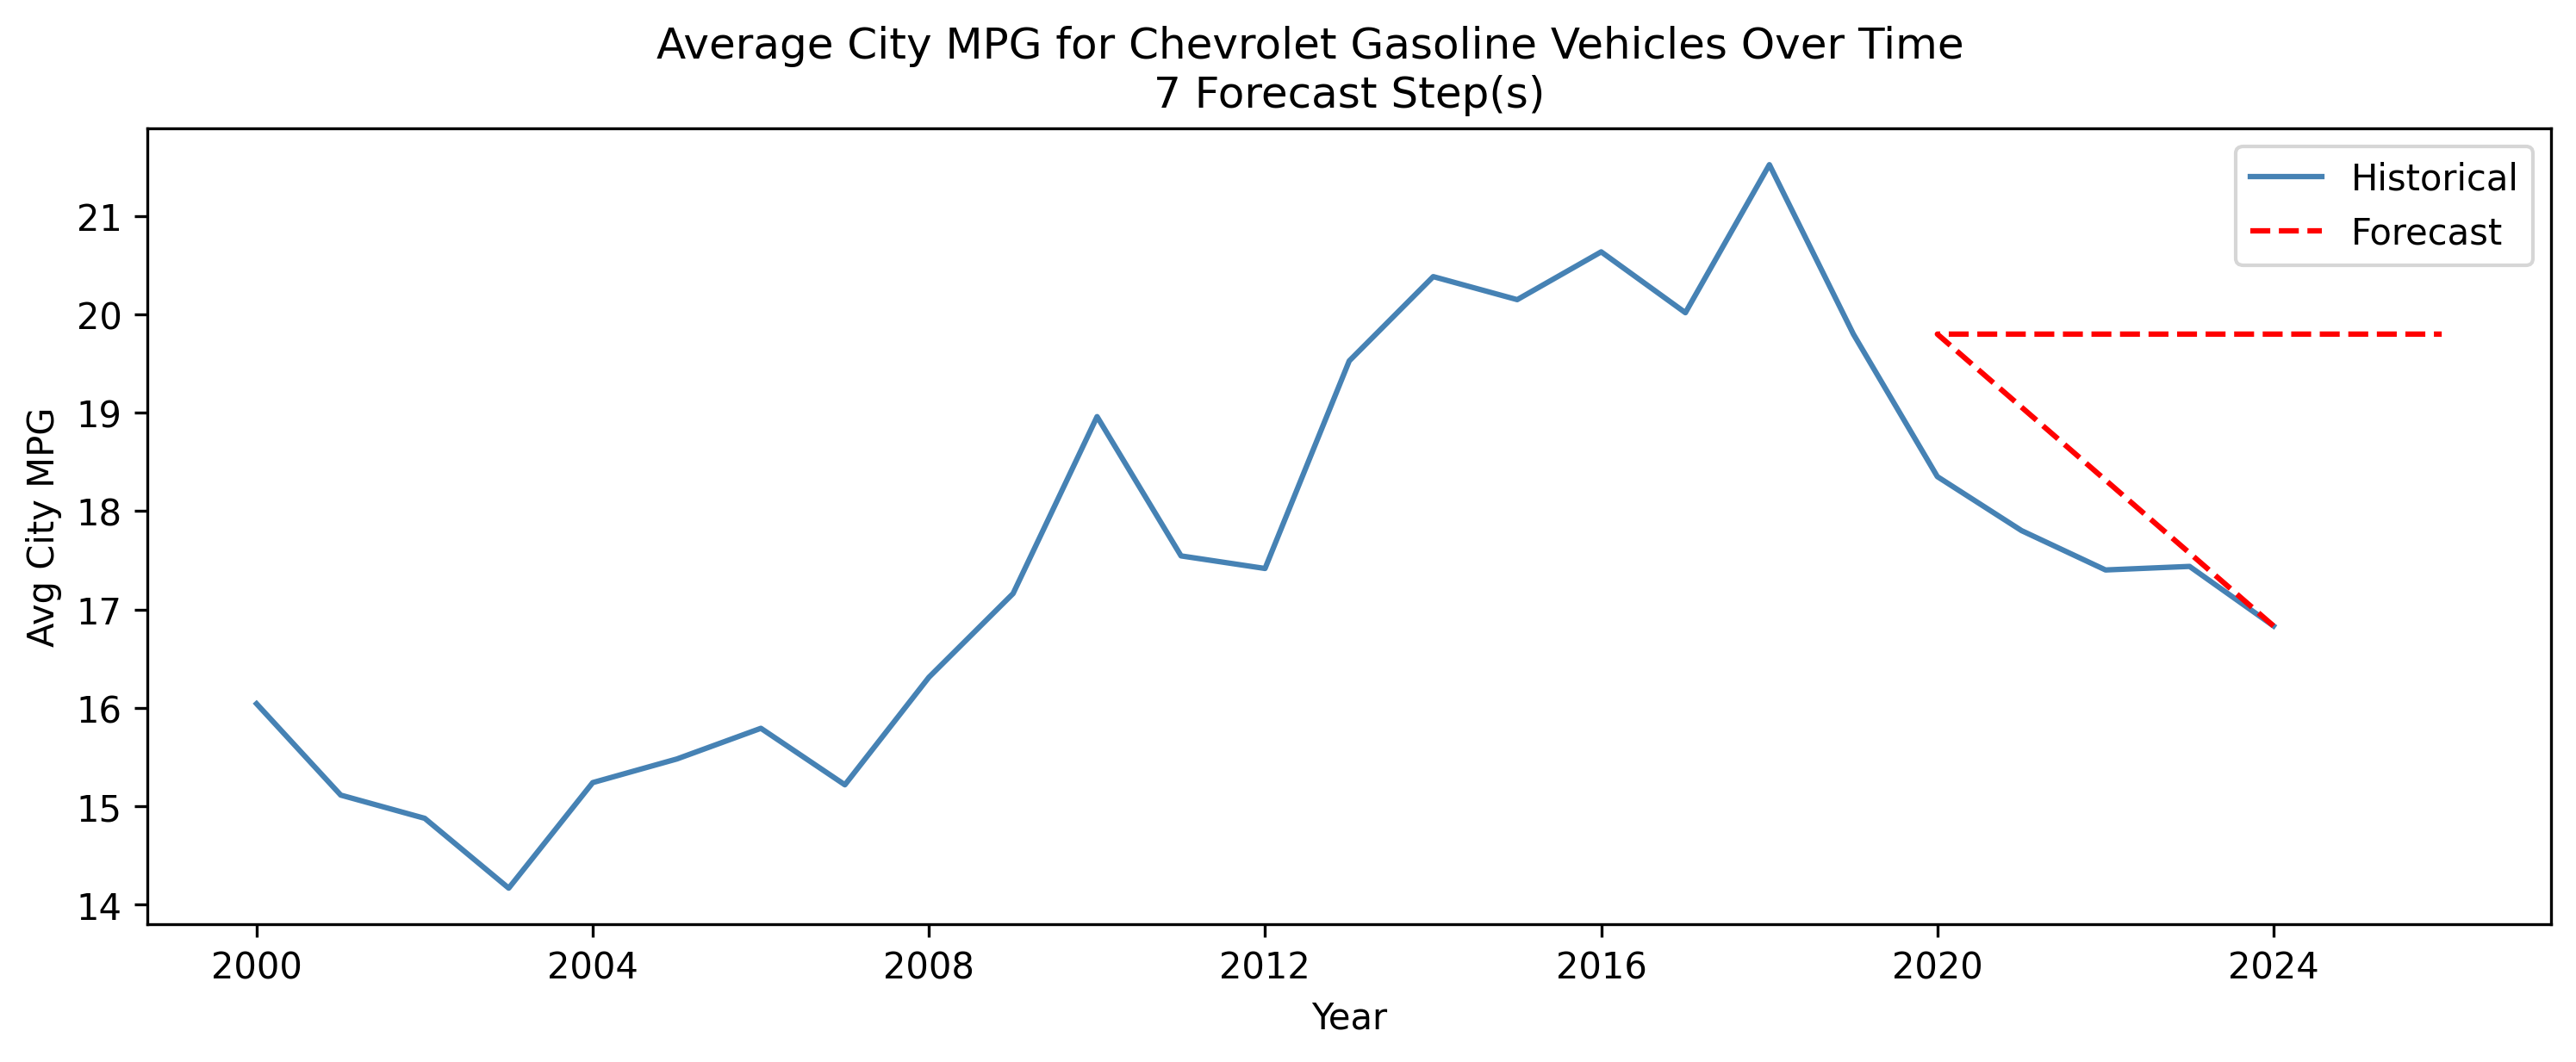 Average City MPG for Chevrolet Gasoline Vehicles Over Time
7 Forecast Step(s)
Historical
Forecast
Avg City MPG
21
20
19
18
17
16
15
14
2000 2004 2008 2012 2016 2020 2024
Year